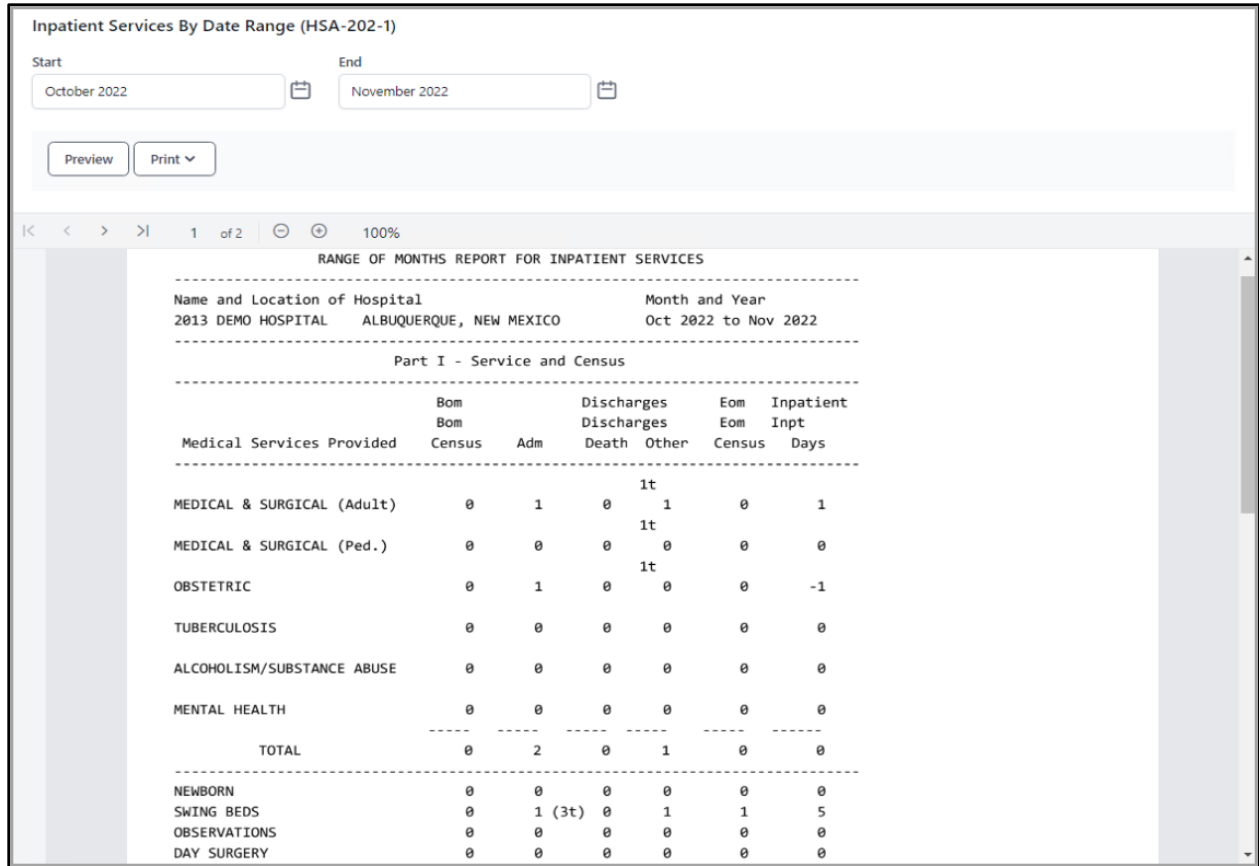 Inpatient Services By Date Range (HSA-202-1)
Start End
October 2022 November 2022
Preview Print
1 of 2 100%
RANGE OF MONTHS REPORT FOR INPATIENT SERVICES
--------------------------------------------------------------------------------
Name and Location of Hospital Month and Year
2013 DEMO HOSPITAL ALBUQUERQUE, NEW MEXICO Oct 2022 to Nov 2022
--------------------------------------------------------------------------------
Part I - Service and Census
--------------------------------------------------------------------------------
Bom Discharges Eom Inpatient
Bom Discharges Eom Inpt
Medical Services Provided Census Adm Death Other Census Days
--------------------------------------------------------------------------------
1t
MEDICAL & SURGICAL (Adult) 0 1 0 1 0 1
1t
MEDICAL & SURGICAL (Ped.) 0 0 0 0 0 0
1t
OBSTETRIC 0 1 0 0 0 -1
TUBERCULOSIS 0 0 0 0 0 0
ALCOHOLISM/SUBSTANCE ABUSE 0 0 0 0 0 0
MENTAL HEALTH 0 0 0 0 0 0
----- ----- ----- ----- ----- ------
TOTAL 0 2 0 1 0 0
--------------------------------------------------------------------------------
NEWBORN 0 0 0 0 0 0
SWING BEDS 0 1 (3t) 0 1 1 5
OBSERVATIONS 0 0 0 0 0 0
DAY SURGERY 0 0 0 0 0 0